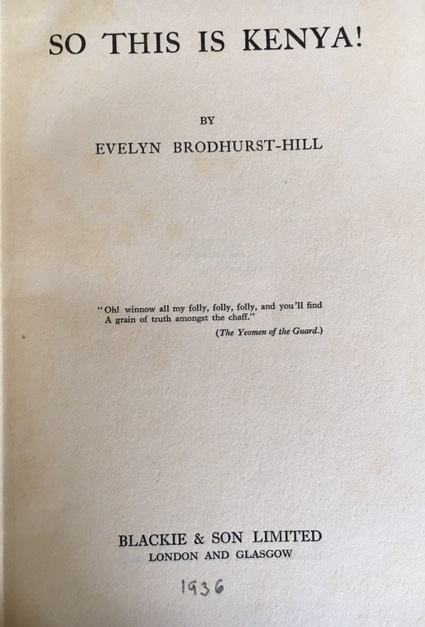 SO THIS IS KENYA!
BY
EVELYN BRODHURST-HILL
"Oh! winnow all my folly, folly, folly, and you'll find
A grain of truth amongst the chaff."
(The Yeomen of the Guard.)
BLACKIE & SON LIMITED
LONDON AND GLASGOW
1936